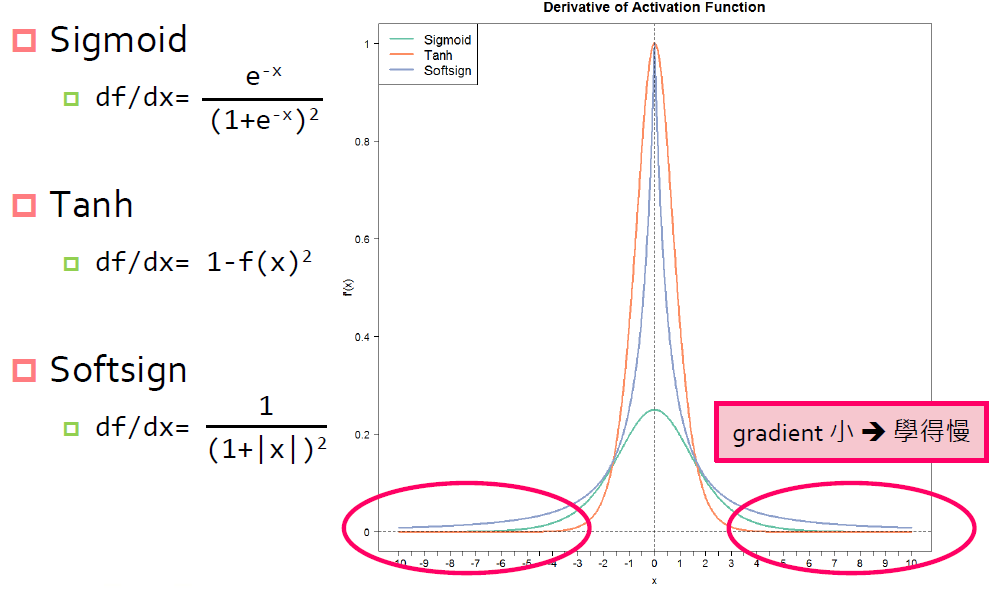 Sigmoid
df/dx= e⁻ˣ
(1+e⁻ˣ)²
Tanh
df/dx= 1-f(x)²
Softsign
df/dx= 1
(1+|x|)²
Derivative of Activation Function
Sigmoid
Tanh
Softsign
f'(x)
1
0.8
0.6
0.4
0.2
0
gradient 小 🡺 學得慢
-10 -9 -8 -7 -6 -5 -4 -3 -2 -1 0 1 2 3 4 5 6 7 8 9 10
x